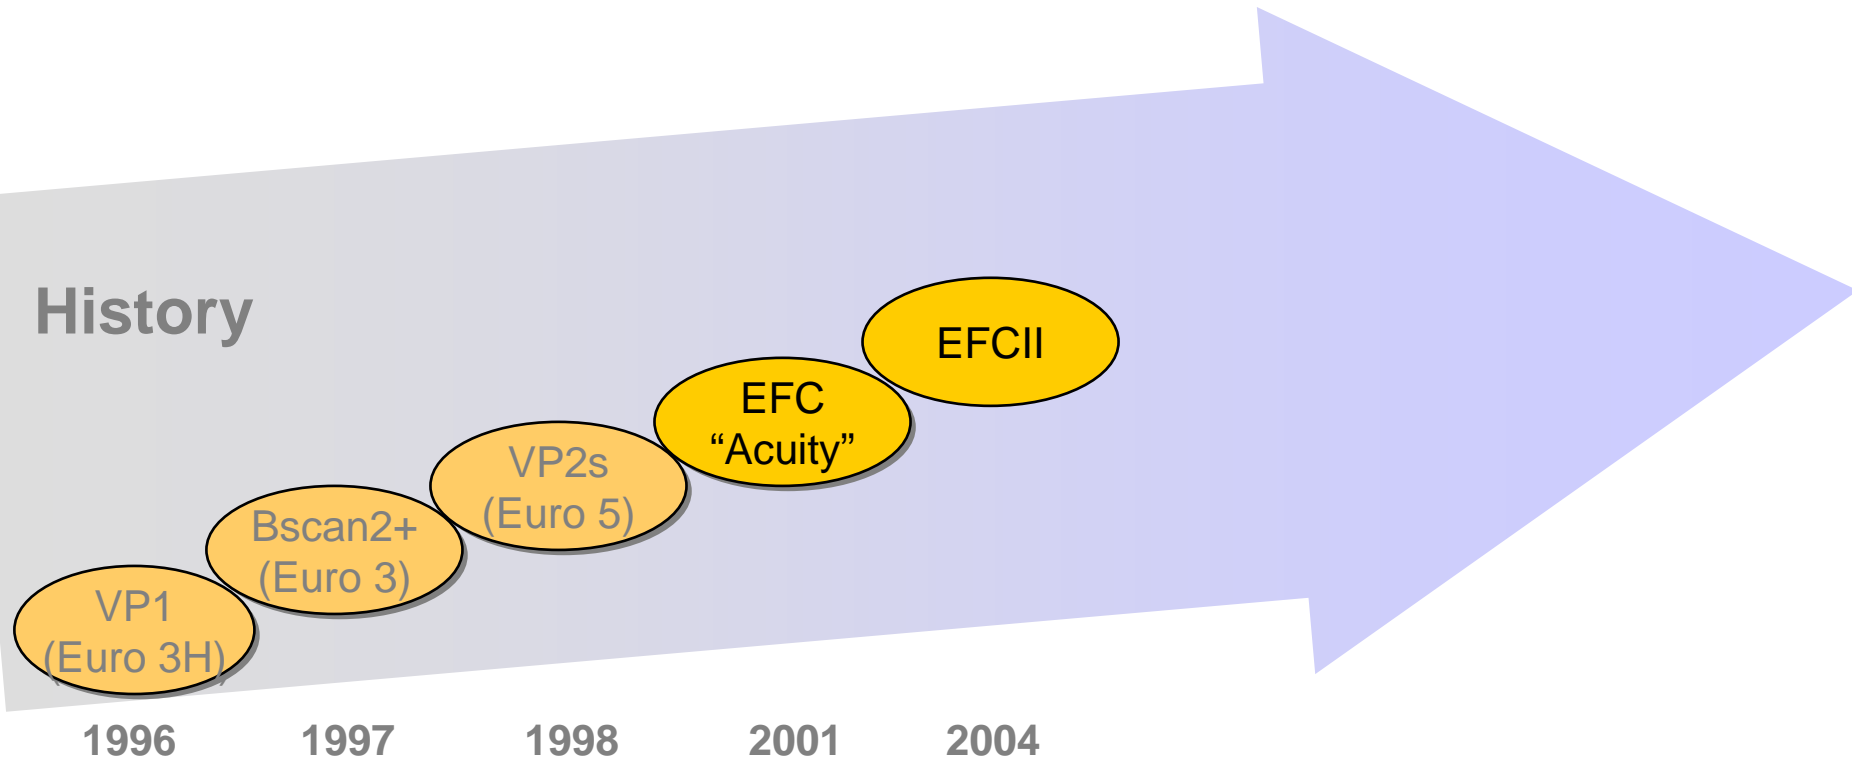 History
EFCII
EFC
“Acuity”
VP2s
(Euro 5)
Bscan2+
(Euro 3)
VP1
(Euro 3H)
1996
1997
1998
2001
2004